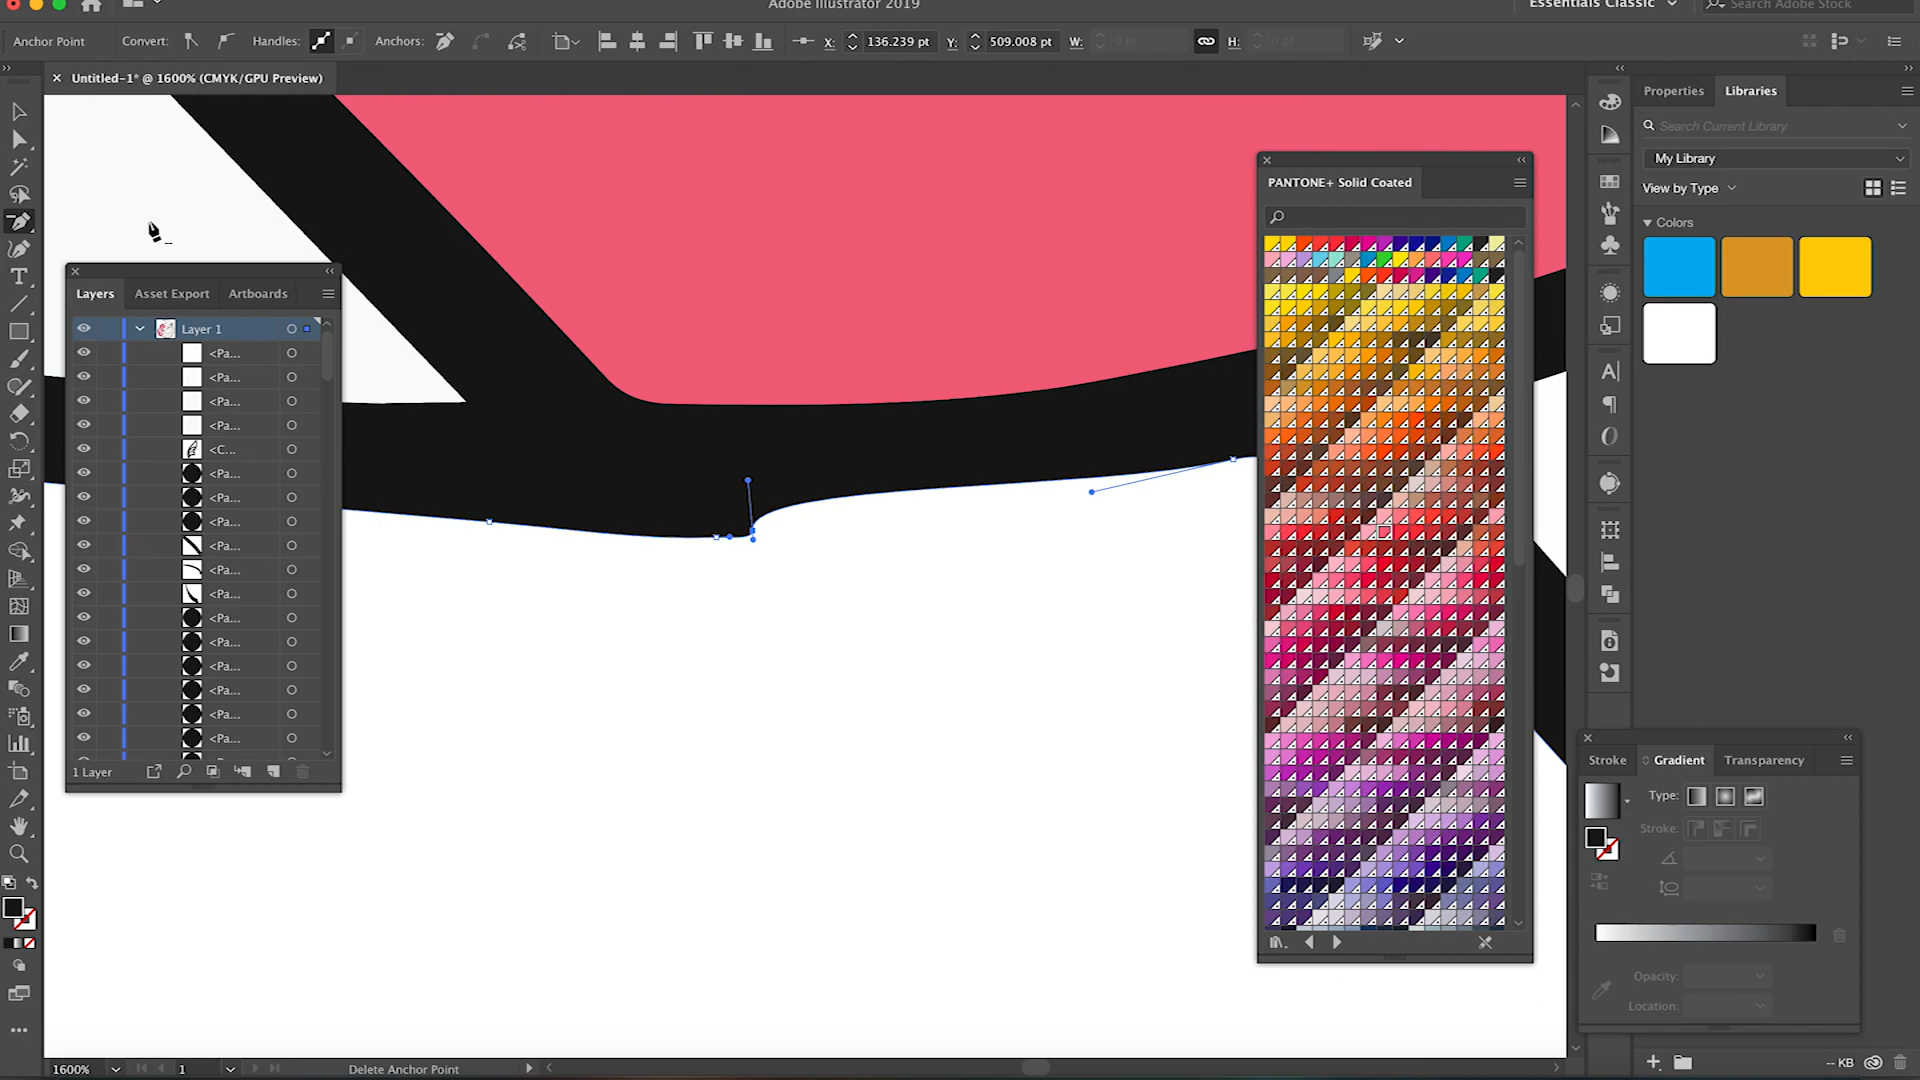 Adobe Illustrator 2019
Essentials Classic
Search Adobe Stock
Anchor Point
Convert:
Handles:
Anchors:
X:
136.239 pt
Y:
509.008 pt
W:
0 pt
H:
0 pt
Untitled-1* @ 1600% (CMYK/GPU Preview)
Properties
Libraries
Search Current Library
My Library
View by Type
Colors
PANTONE+ Solid Coated
Layers
Asset Export
Artboards
Layer 1
<Pa...
<Pa...
<Pa...
<Pa...
<C...
<Pa...
<Pa...
<Pa...
<Pa...
<Pa...
<Pa...
<Pa...
<Pa...
<Pa...
<Pa...
<Pa...
<Pa...
1 Layer
Stroke
Gradient
Transparency
Type:
Stroke:
Opacity:
Location:
1600%
1
Delete Anchor Point
-- KB